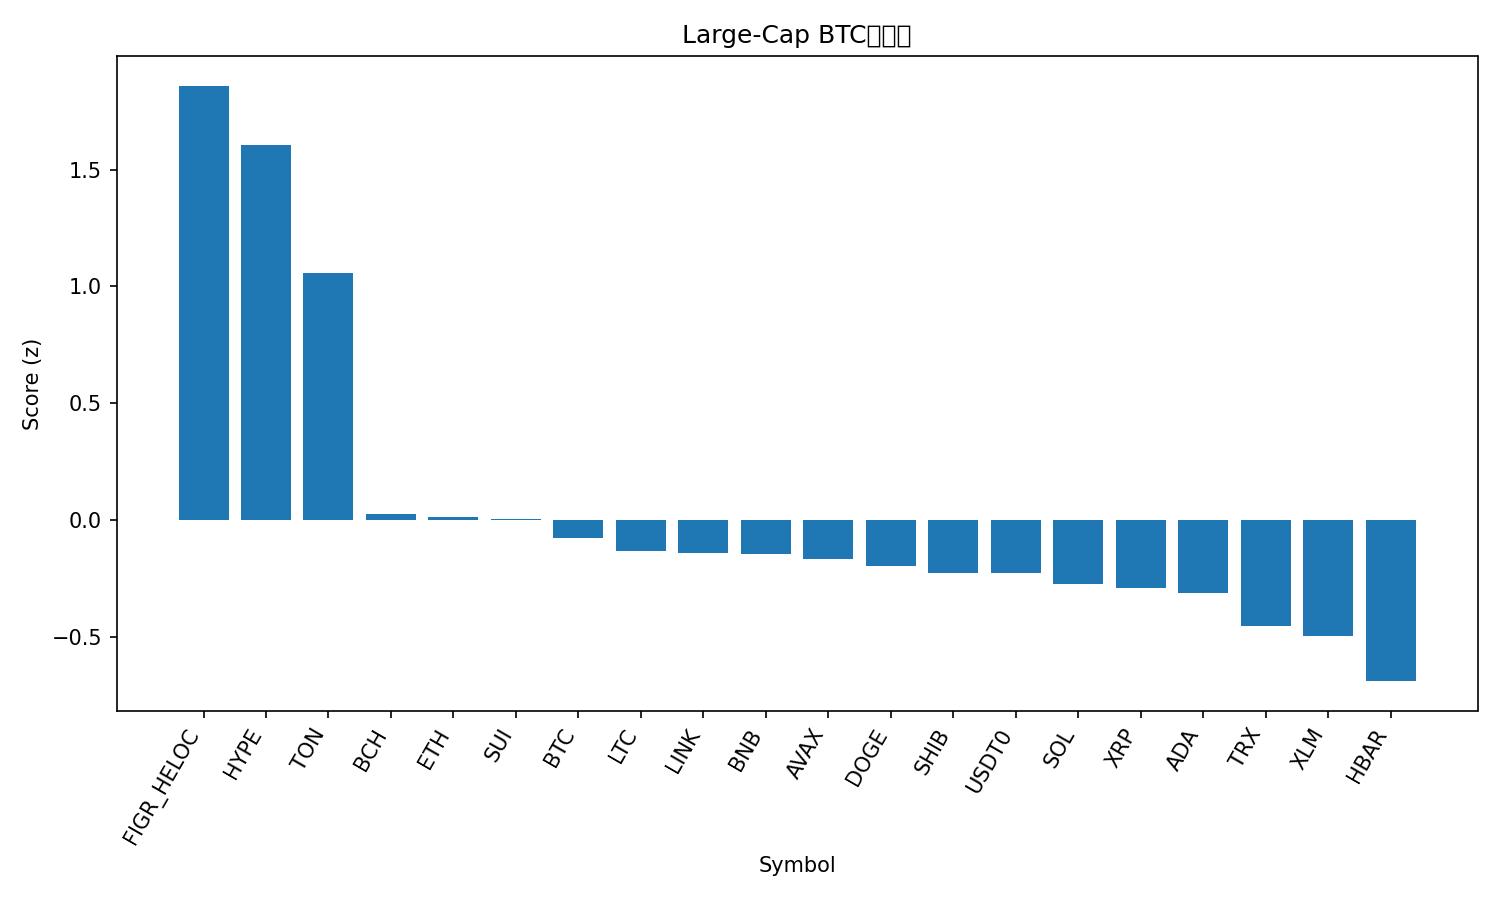 Large-Cap BTC
Score (z)
1.5
1.0
0.5
0.0
−0.5
FIGR_HELOC
HYPE
TON
BCH
ETH
SUI
BTC
LTC
LINK
BNB
AVAX
DOGE
SHIB
USDT0
SOL
XRP
ADA
TRX
XLM
HBAR
Symbol